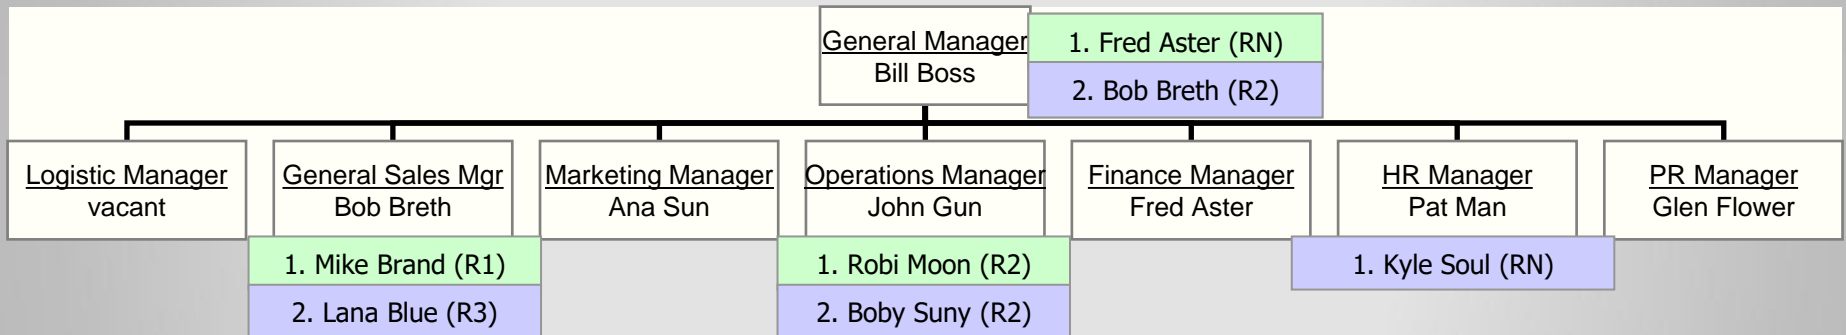 General Manager
Bill Boss
1. Fred Aster (RN)
2. Bob Breth (R2)
Logistic Manager
vacant
General Sales Mgr
Bob Breth
Marketing Manager
Ana Sun
Operations Manager
John Gun
Finance Manager
Fred Aster
HR Manager
Pat Man
PR Manager
Glen Flower
1. Mike Brand (R1)
2. Lana Blue (R3)
1. Robi Moon (R2)
2. Boby Suny (R2)
1. Kyle Soul (RN)